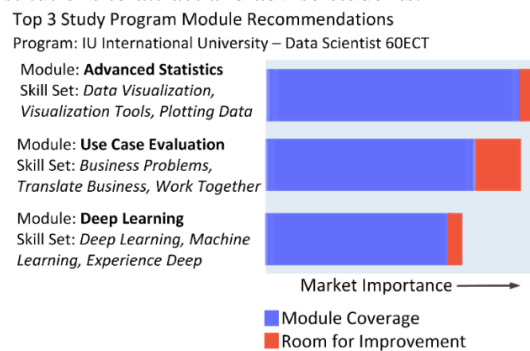 Top 3 Study Program Module Recommendations
Program: IU International University – Data Scientist 60ECT
Module: Advanced Statistics
Skill Set: Data Visualization,
Visualization Tools, Plotting Data
Module: Use Case Evaluation
Skill Set: Business Problems,
Translate Business, Work Together
Module: Deep Learning
Skill Set: Deep Learning, Machine
Learning, Experience Deep
Market Importance
Module Coverage
Room for Improvement